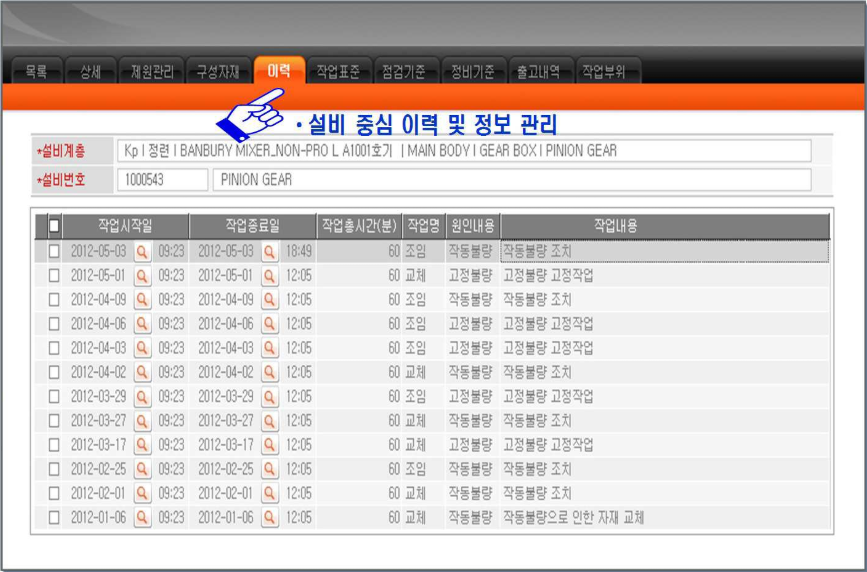 목록 상세 제원관리 구성자재 이력 작업표준 점검기준 정비기준 출고내역 작업부위
· 설비 중심 이력 및 정보 관리
*설비계층 Kp I 정련 I BANBURY MIXER_NON-PRO L A1001호기 I MAIN BODY I GEAR BOX I PINION GEAR
*설비번호 1000543 PINION GEAR
작업시작일 작업종료일 작업총시간(분) 작업명 원인내용 작업내용
2012-05-03 09:23 2012-05-03 18:49 60 조임 작동불량 작동불량 조치
2012-05-01 09:23 2012-05-01 12:05 60 교체 고정불량 고정불량 고정작업
2012-04-09 09:23 2012-04-09 12:05 60 조임 작동불량 작동불량 조치
2012-04-06 09:23 2012-04-06 12:05 60 조임 고정불량 고정불량 고정작업
2012-04-03 09:23 2012-04-03 12:05 60 조임 고정불량 고정불량 고정작업
2012-04-02 09:23 2012-04-02 12:05 60 교체 작동불량 작동불량 조치
2012-03-29 09:23 2012-03-29 12:05 60 조임 고정불량 고정불량 고정작업
2012-03-27 09:23 2012-03-27 12:05 60 교체 작동불량 작동불량 조치
2012-03-17 09:23 2012-03-17 12:05 60 교체 고정불량 고정불량 고정작업
2012-02-25 09:23 2012-02-25 12:05 60 조임 작동불량 작동불량 조치
2012-02-01 09:23 2012-02-01 12:05 60 교체 작동불량 작동불량 조치
2012-01-06 09:23 2012-01-06 12:05 60 교체 작동불량 작동불량으로 인한 자재 교체